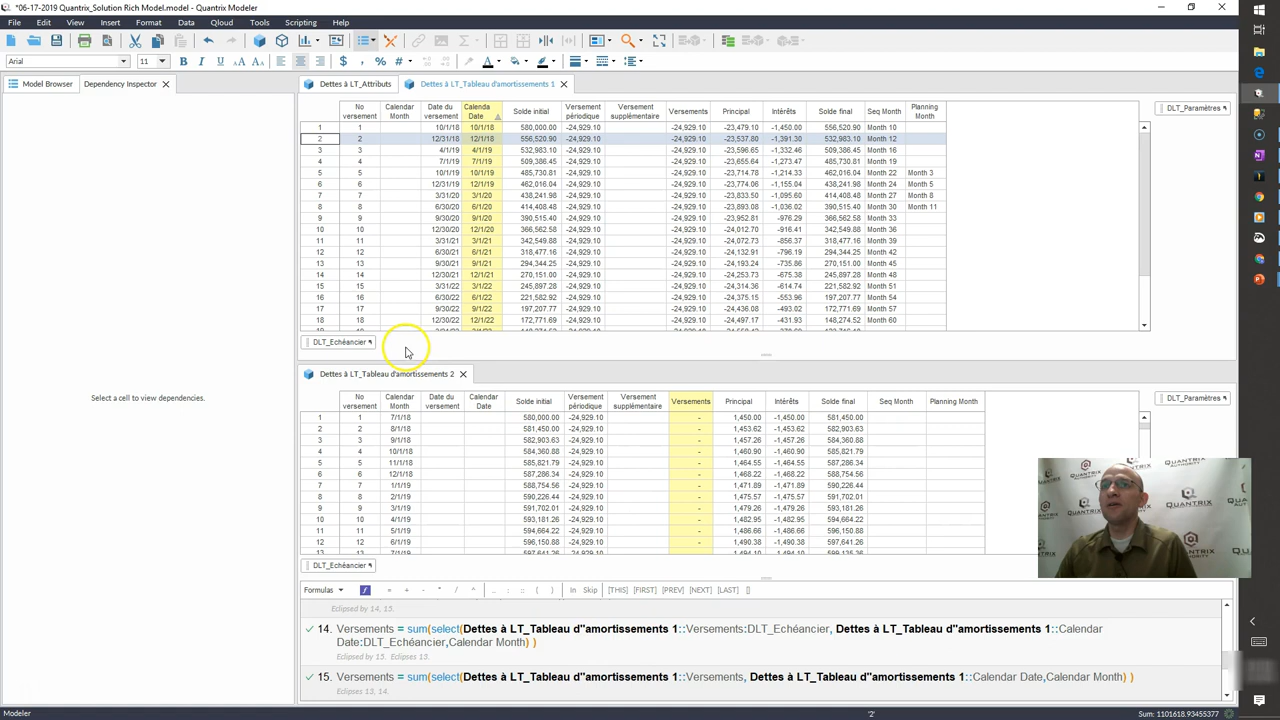 *06-17-2019 Quantrix_Solution Rich Model.model - Quantrix Modeler
File Edit View Insert Format Data Qloud Tools Scripting Help
Arial 11
Model Browser Dependency Inspector
Select a cell to view dependencies.
Dettes à LT_Attributs Dettes à LT_Tableau d'amortissements 1
DLT_Paramètres
No versement Calendar Month Date du versement Calenda Date Solde initial Versement périodique Versement supplémentaire Versements Principal Intérêts Solde final Seq Month Planning Month
1 1 10/1/18 10/1/18 580,000.00 -24,929.10 -24,929.10 -23,479.10 -1,450.00 556,520.90 Month 10
2 2 12/31/18 12/1/18 556,520.90 -24,929.10 -24,929.10 -23,537.80 -1,391.30 532,983.10 Month 12
3 3 4/1/19 4/1/19 532,983.10 -24,929.10 -24,929.10 -23,596.65 -1,332.46 509,386.45 Month 16
4 4 7/1/19 7/1/19 509,386.45 -24,929.10 -24,929.10 -23,655.64 -1,273.47 485,730.81 Month 19
5 5 10/1/19 10/1/19 485,730.81 -24,929.10 -24,929.10 -23,714.78 -1,214.33 462,016.04 Month 22 Month 3
6 6 12/31/19 12/1/19 462,016.04 -24,929.10 -24,929.10 -23,774.06 -1,155.04 438,241.98 Month 24 Month 5
7 7 3/31/20 3/1/20 438,241.98 -24,929.10 -24,929.10 -23,833.50 -1,095.60 414,408.48 Month 27 Month 8
8 8 6/30/20 6/1/20 414,408.48 -24,929.10 -24,929.10 -23,893.08 -1,036.02 390,515.40 Month 30 Month 11
9 9 9/30/20 9/1/20 390,515.40 -24,929.10 -24,929.10 -23,952.81 -976.29 366,562.58 Month 33
10 10 12/30/20 12/1/20 366,562.58 -24,929.10 -24,929.10 -24,012.70 -916.41 342,549.88 Month 36
11 11 3/31/21 3/1/21 342,549.88 -24,929.10 -24,929.10 -24,072.73 -856.37 318,477.16 Month 39
12 12 6/30/21 6/1/21 318,477.16 -24,929.10 -24,929.10 -24,132.91 -796.19 294,344.25 Month 42
13 13 9/30/21 9/1/21 294,344.25 -24,929.10 -24,929.10 -24,193.24 -735.86 270,151.00 Month 45
14 14 12/30/21 12/1/21 270,151.00 -24,929.10 -24,929.10 -24,253.73 -675.38 245,897.28 Month 48
15 15 3/31/22 3/1/22 245,897.28 -24,929.10 -24,929.10 -24,314.36 -614.74 221,582.92 Month 51
16 16 6/30/22 6/1/22 221,582.92 -24,929.10 -24,929.10 -24,375.15 -553.96 197,207.77 Month 54
17 17 9/30/22 9/1/22 197,207.77 -24,929.10 -24,929.10 -24,436.08 -493.02 172,771.69 Month 57
18 18 12/30/22 12/1/22 172,771.69 -24,929.10 -24,929.10 -24,497.17 -431.93 148,274.52 Month 60
DLT_Echéancier
Dettes à LT_Tableau d'amortissements 2
DLT_Paramètres
No versement Calendar Month Date du versement Calendar Date Solde initial Versement périodique Versement supplémentaire Versements Principal Intérêts Solde final Seq Month Planning Month
1 1 7/1/18 580,000.00 -24,929.10 - 1,450.00 -1,450.00 581,450.00
2 2 8/1/18 581,450.00 -24,929.10 - 1,453.62 -1,453.62 582,903.63
3 3 9/1/18 582,903.63 -24,929.10 - 1,457.26 -1,457.26 584,360.88
4 4 10/1/18 584,360.88 -24,929.10 - 1,460.90 -1,460.90 585,821.79
5 5 11/1/18 585,821.79 -24,929.10 - 1,464.55 -1,464.55 587,286.34
6 6 12/1/18 587,286.34 -24,929.10 - 1,468.22 -1,468.22 588,754.56
7 7 1/1/19 588,754.56 -24,929.10 - 1,471.89 -1,471.89 590,226.44
8 8 2/1/19 590,226.44 -24,929.10 - 1,475.57 -1,475.57 591,702.01
9 9 3/1/19 591,702.01 -24,929.10 - 1,479.26 -1,479.26 593,181.26
10 10 4/1/19 593,181.26 -24,929.10 - 1,482.95 -1,482.95 594,664.22
11 11 5/1/19 594,664.22 -24,929.10 - 1,486.66 -1,486.66 596,150.88
12 12 6/1/19 596,150.88 -24,929.10 - 1,490.38 -1,490.38 597,641.26
13 13 7/1/19 597,641.26 -24,929.10 - 1,494.10 -1,494.10 599,135.36
DLT_Echéancier
Formulas = + - * / ^ .. : :: ( ) In Skip [THIS] [FIRST] [PREV] [NEXT] [LAST] []
Eclipsed by 14, 15.
14. Versements = sum(select(Dettes à LT_Tableau d''amortissements 1::Versements:DLT_Echéancier, Dettes à LT_Tableau d''amortissements 1::Calendar
Date:DLT_Echéancier,Calendar Month) )
Eclipsed by 15. Eclipses 13.
15. Versements = sum(select(Dettes à LT_Tableau d''amortissements 1::Versements, Dettes à LT_Tableau d''amortissements 1::Calendar Date,Calendar Month) )
Eclipses 13, 14.
Modeler '2' Sum: 1101618.93455377